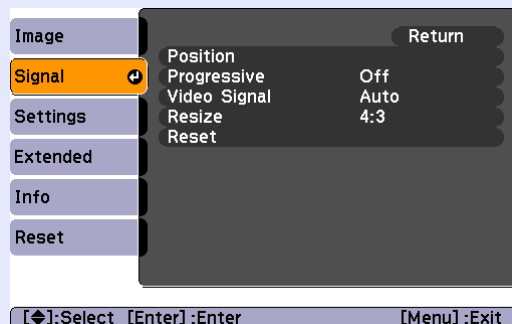 Image
Signal
Settings
Extended
Info
Reset
Return
Position
Progressive Off
Video Signal Auto
Resize 4:3
Reset
[◆]:Select [Enter] :Enter [Menu] :Exit